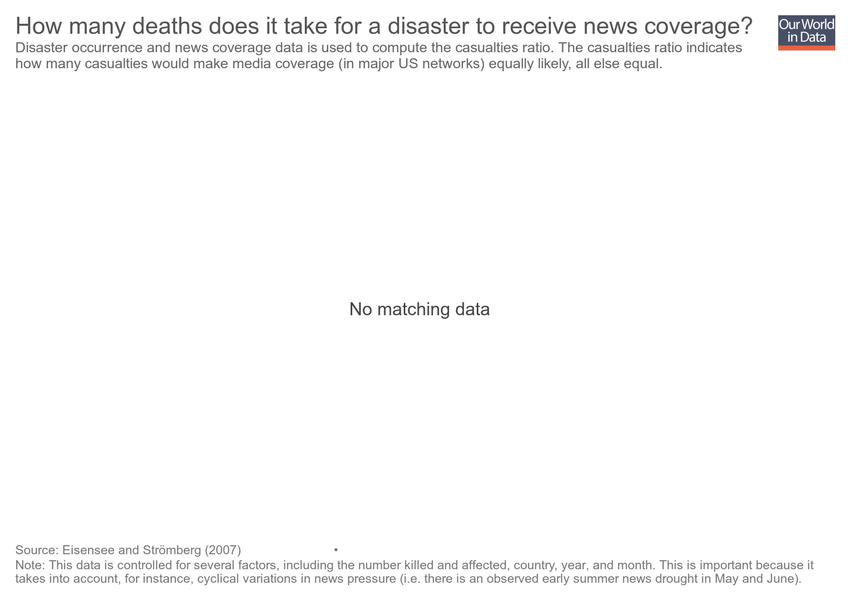 How many deaths does it take for a disaster to receive news coverage?
Our World
in Data
Disaster occurrence and news coverage data is used to compute the casualties ratio. The casualties ratio indicates
how many casualties would make media coverage (in major US networks) equally likely, all else equal.
No matching data
Source: Eisensee and Strömberg (2007) •
Note: This data is controlled for several factors, including the number killed and affected, country, year, and month. This is important because it
takes into account, for instance, cyclical variations in news pressure (i.e. there is an observed early summer news drought in May and June).